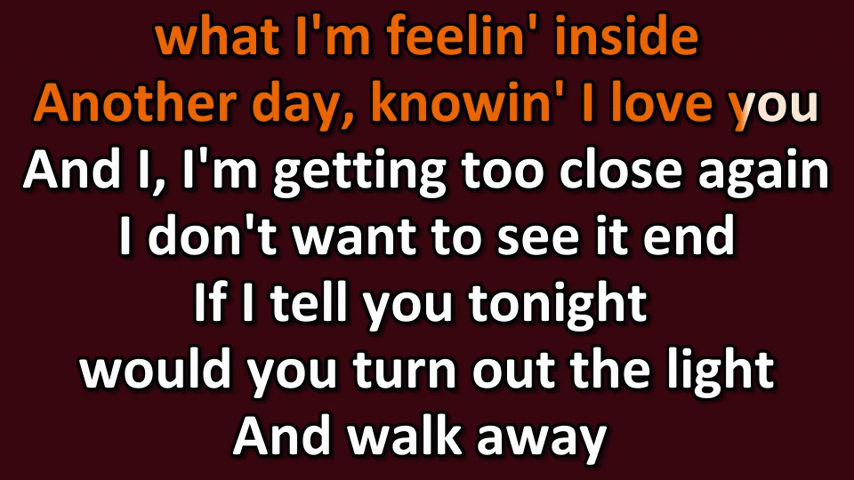 what I'm feelin' inside
Another day, knowin' I love you
And I, I'm getting too close again
I don't want to see it end
If I tell you tonight
would you turn out the light
And walk away